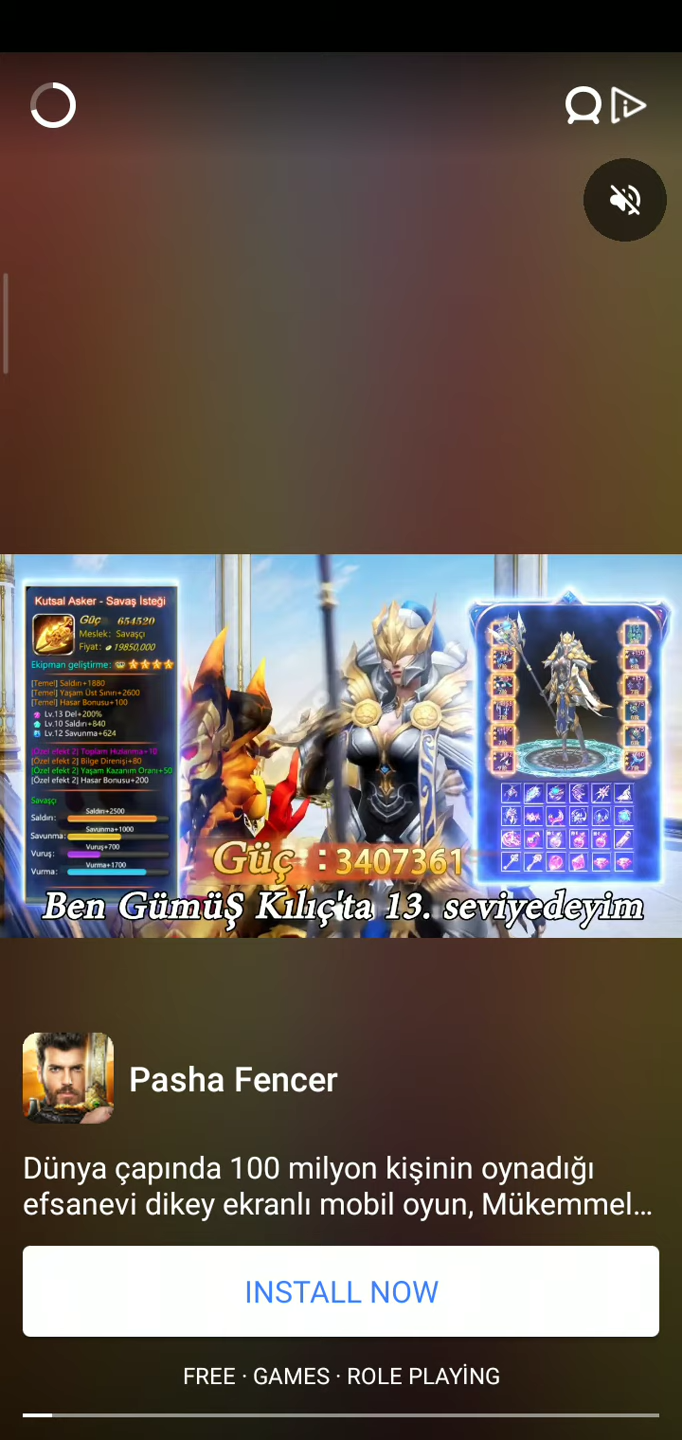 Kutsal Asker - Savaş İsteği
Güç 654520
Meslek: Savaşçı
Fiyat: 19850,000
Ekipman geliştirme:
[Temel] Saldırı+1880
[Temel] Yaşam Üst Sınırı+2600
[Temel] Hasar Bonusu+100
Lv.13 Del+200%
Lv.10 Saldırı+840
Lv.12 Savunma+624
[Özel efekt 2] Toplam Hızlanma+10
[Özel efekt 2] Bilge Direnişi+80
[Özel efekt 2] Yaşam Kazanım Oranı+50
[Özel efekt 2] Hasar Bonusu+200
Savaşçı
Saldırı+2500
Saldırı:
Savunma+1000
Savunma:
Vuruş+700
Vuruş:
Vurma+1700
Vurma:
Güç : 3407361
Ben GümüŞ Kılıç'ta 13. seviyedeyim
Pasha Fencer
Dünya çapında 100 milyon kişinin oynadığı
efsanevi dikey ekranlı mobil oyun, Mükemmel...
INSTALL NOW
FREE · GAMES · ROLE PLAYİNG